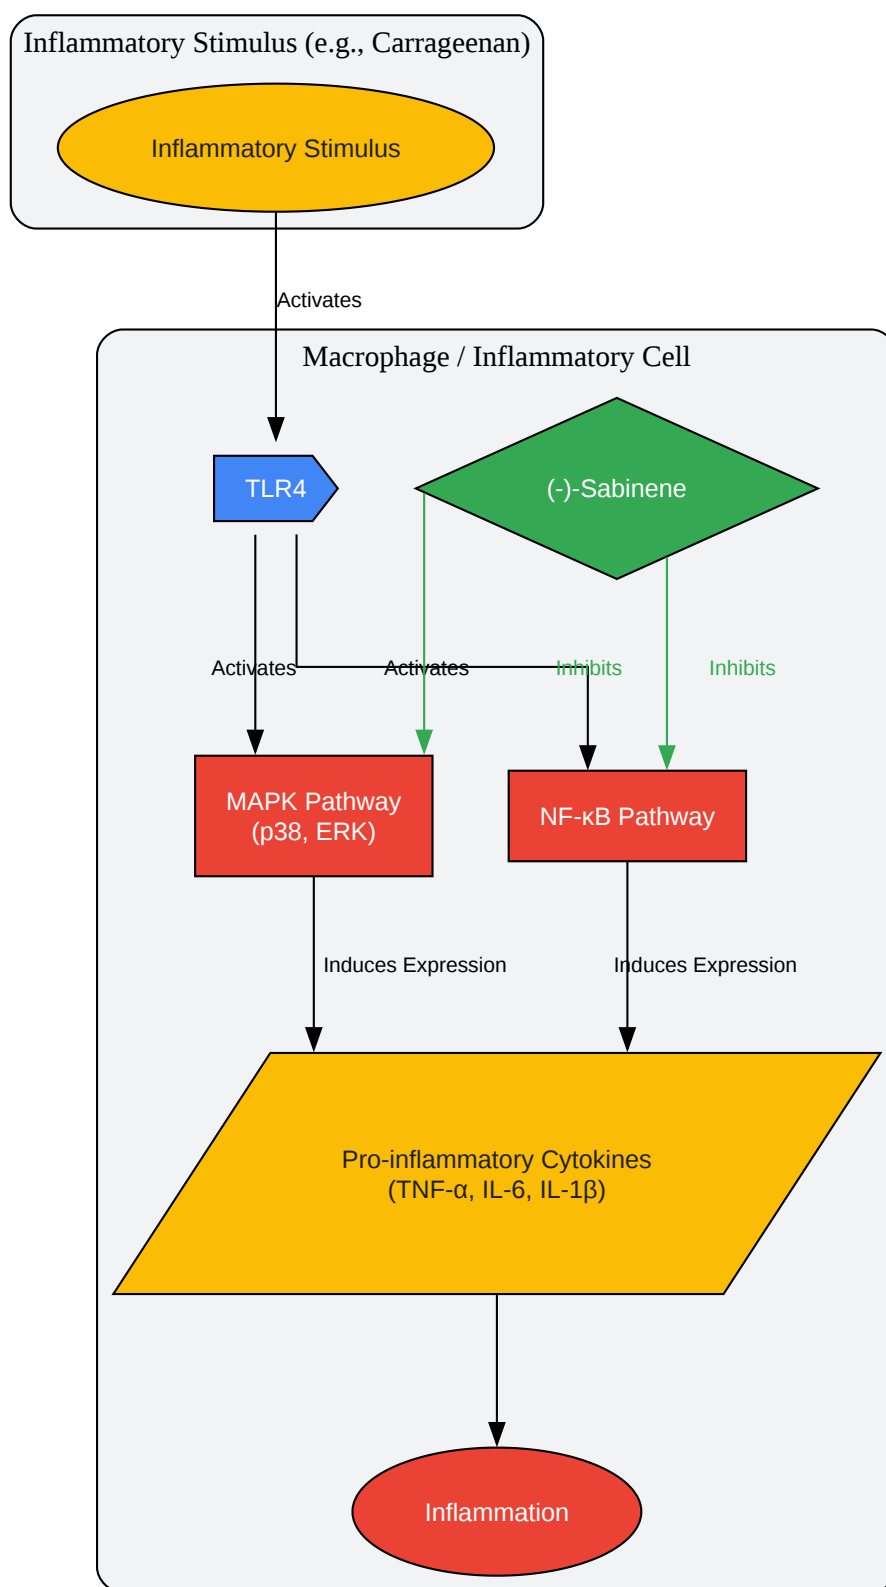 Inflammatory Stimulus (e.g., Carrageenan)
Inflammatory Stimulus
Activates
Macrophage / Inflammatory Cell
TLR4
(-)-Sabinene
Activates
Activates
Inhibits
Inhibits
MAPK Pathway
(p38, ERK)
NF-κB Pathway
Induces Expression
Induces Expression
Pro-inflammatory Cytokines
(TNF-α, IL-6, IL-1β)
Inflammation